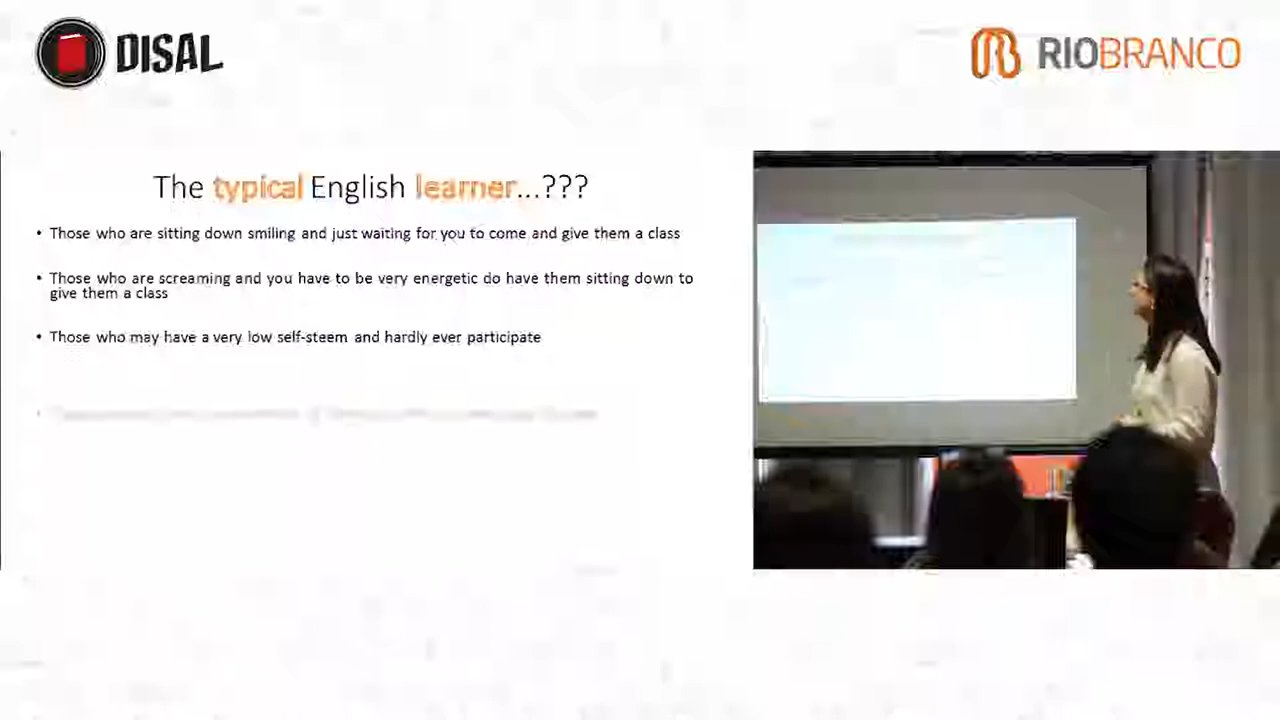 DISAL
RIOBRANCO
The typical English learner...???
• Those who are sitting down smiling and just waiting for you to come and give them a class
• Those who are screaming and you have to be very energetic do have them sitting down to
give them a class
• Those who may have a very low self-steem and hardly ever participate